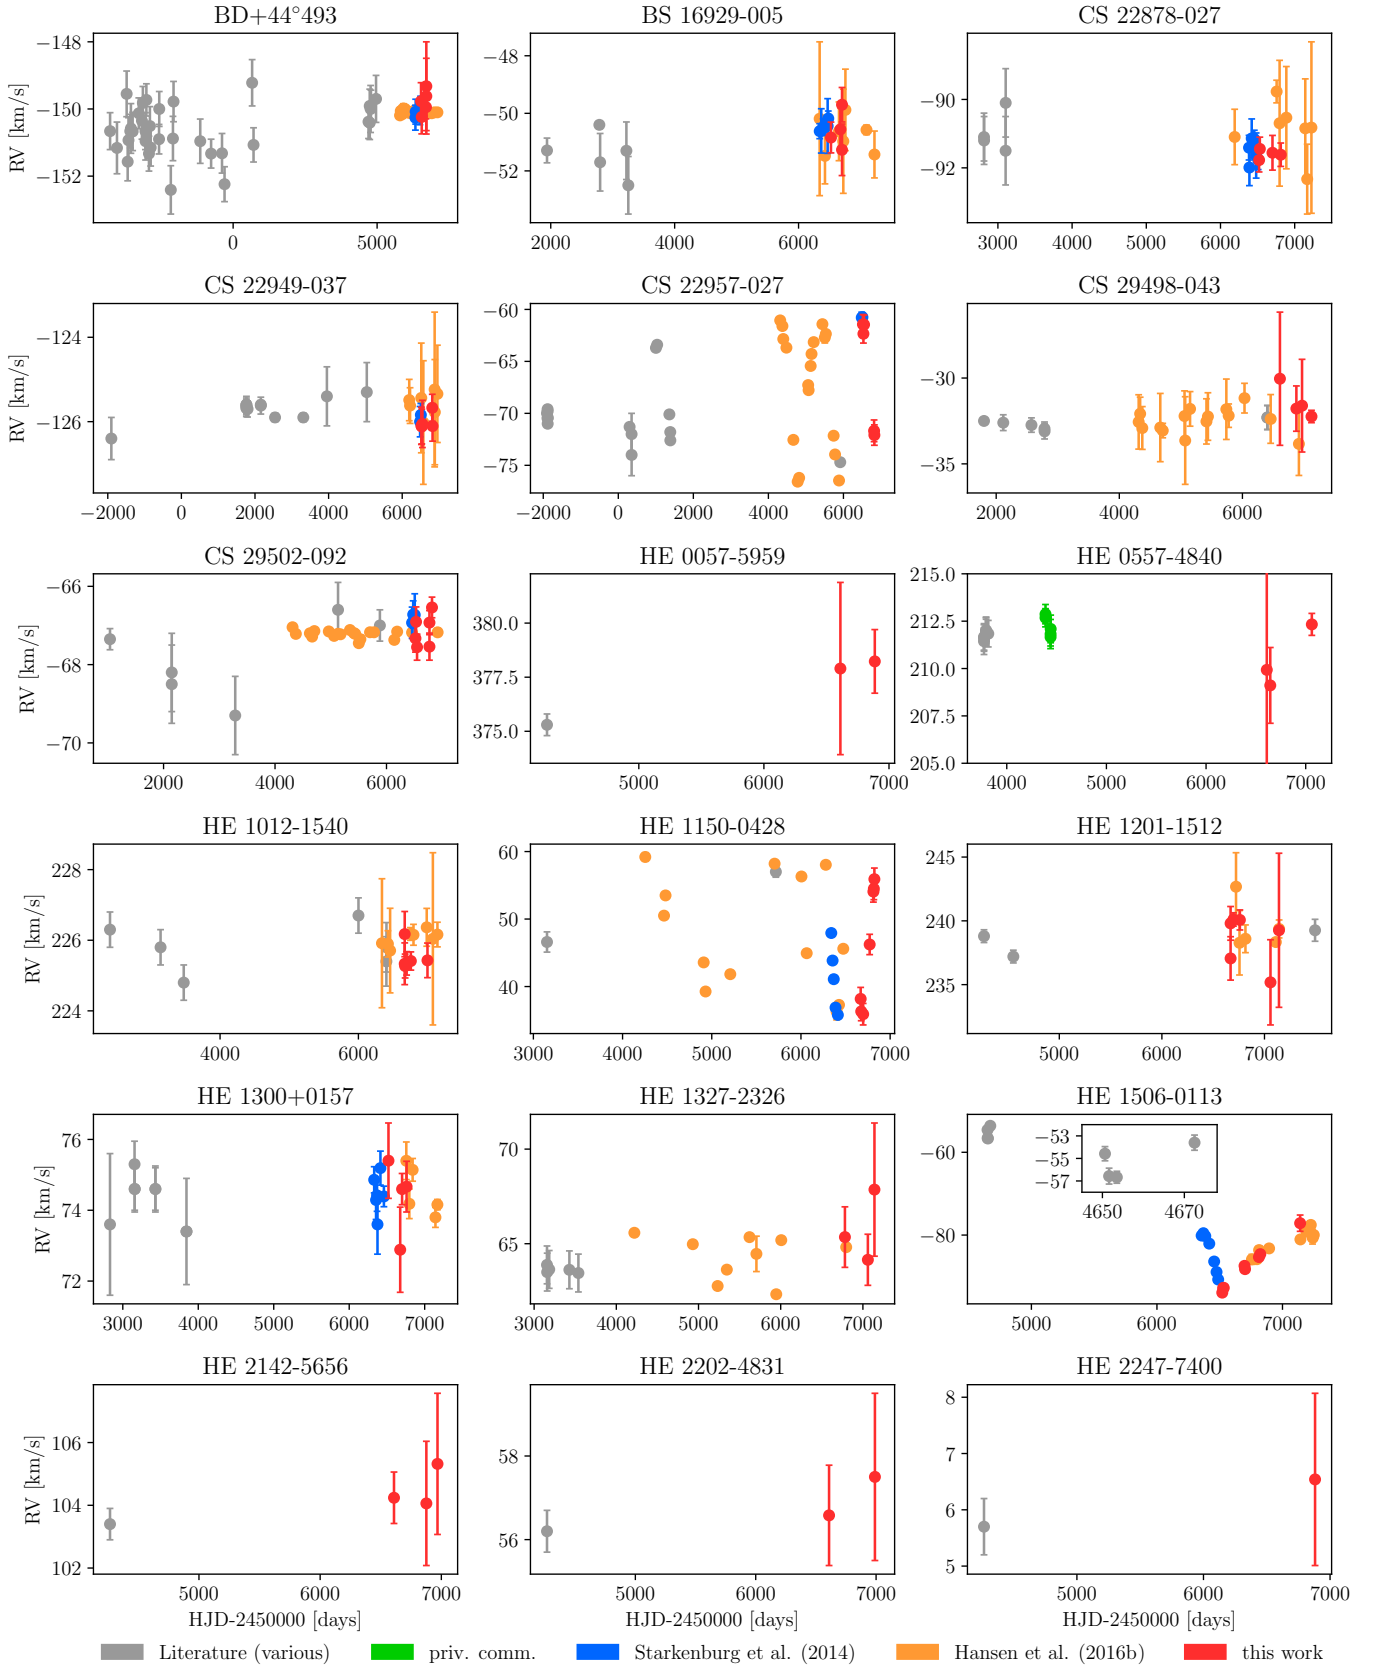 BD+44°493 BS 16929-005 CS 22878-027
RV [km/s] −148 −150 −152 −48 −50 −52 −90 −92
0 5000 2000 4000 6000 3000 4000 5000 6000 7000
CS 22949-037 CS 22957-027 CS 29498-043
RV [km/s] −124 −126 −60 −65 −70 −75 −30 −35
−2000 0 2000 4000 6000 −2000 0 2000 4000 6000 2000 4000 6000
CS 29502-092 HE 0057-5959 HE 0557-4840
RV [km/s] −66 −68 −70 380.0 377.5 375.0 215.0 212.5 210.0 207.5 205.0
2000 4000 6000 5000 6000 7000 4000 5000 6000 7000
HE 1012-1540 HE 1150-0428 HE 1201-1512
RV [km/s] 228 226 224 60 50 40 245 240 235
4000 6000 3000 4000 5000 6000 7000 5000 6000 7000
HE 1300+0157 HE 1327-2326 HE 1506-0113
RV [km/s] 76 74 72 70 65 −60 −80 −53 −55 −57 4650 4670
3000 4000 5000 6000 7000 3000 4000 5000 6000 7000 5000 6000 7000
HE 2142-5656 HE 2202-4831 HE 2247-7400
RV [km/s] 106 104 102 58 56 8 7 6 5
5000 6000 7000 5000 6000 7000 5000 6000 7000
HJD-2450000 [days] HJD-2450000 [days] HJD-2450000 [days]
Literature (various) priv. comm. Starkenburg et al. (2014) Hansen et al. (2016b) this work